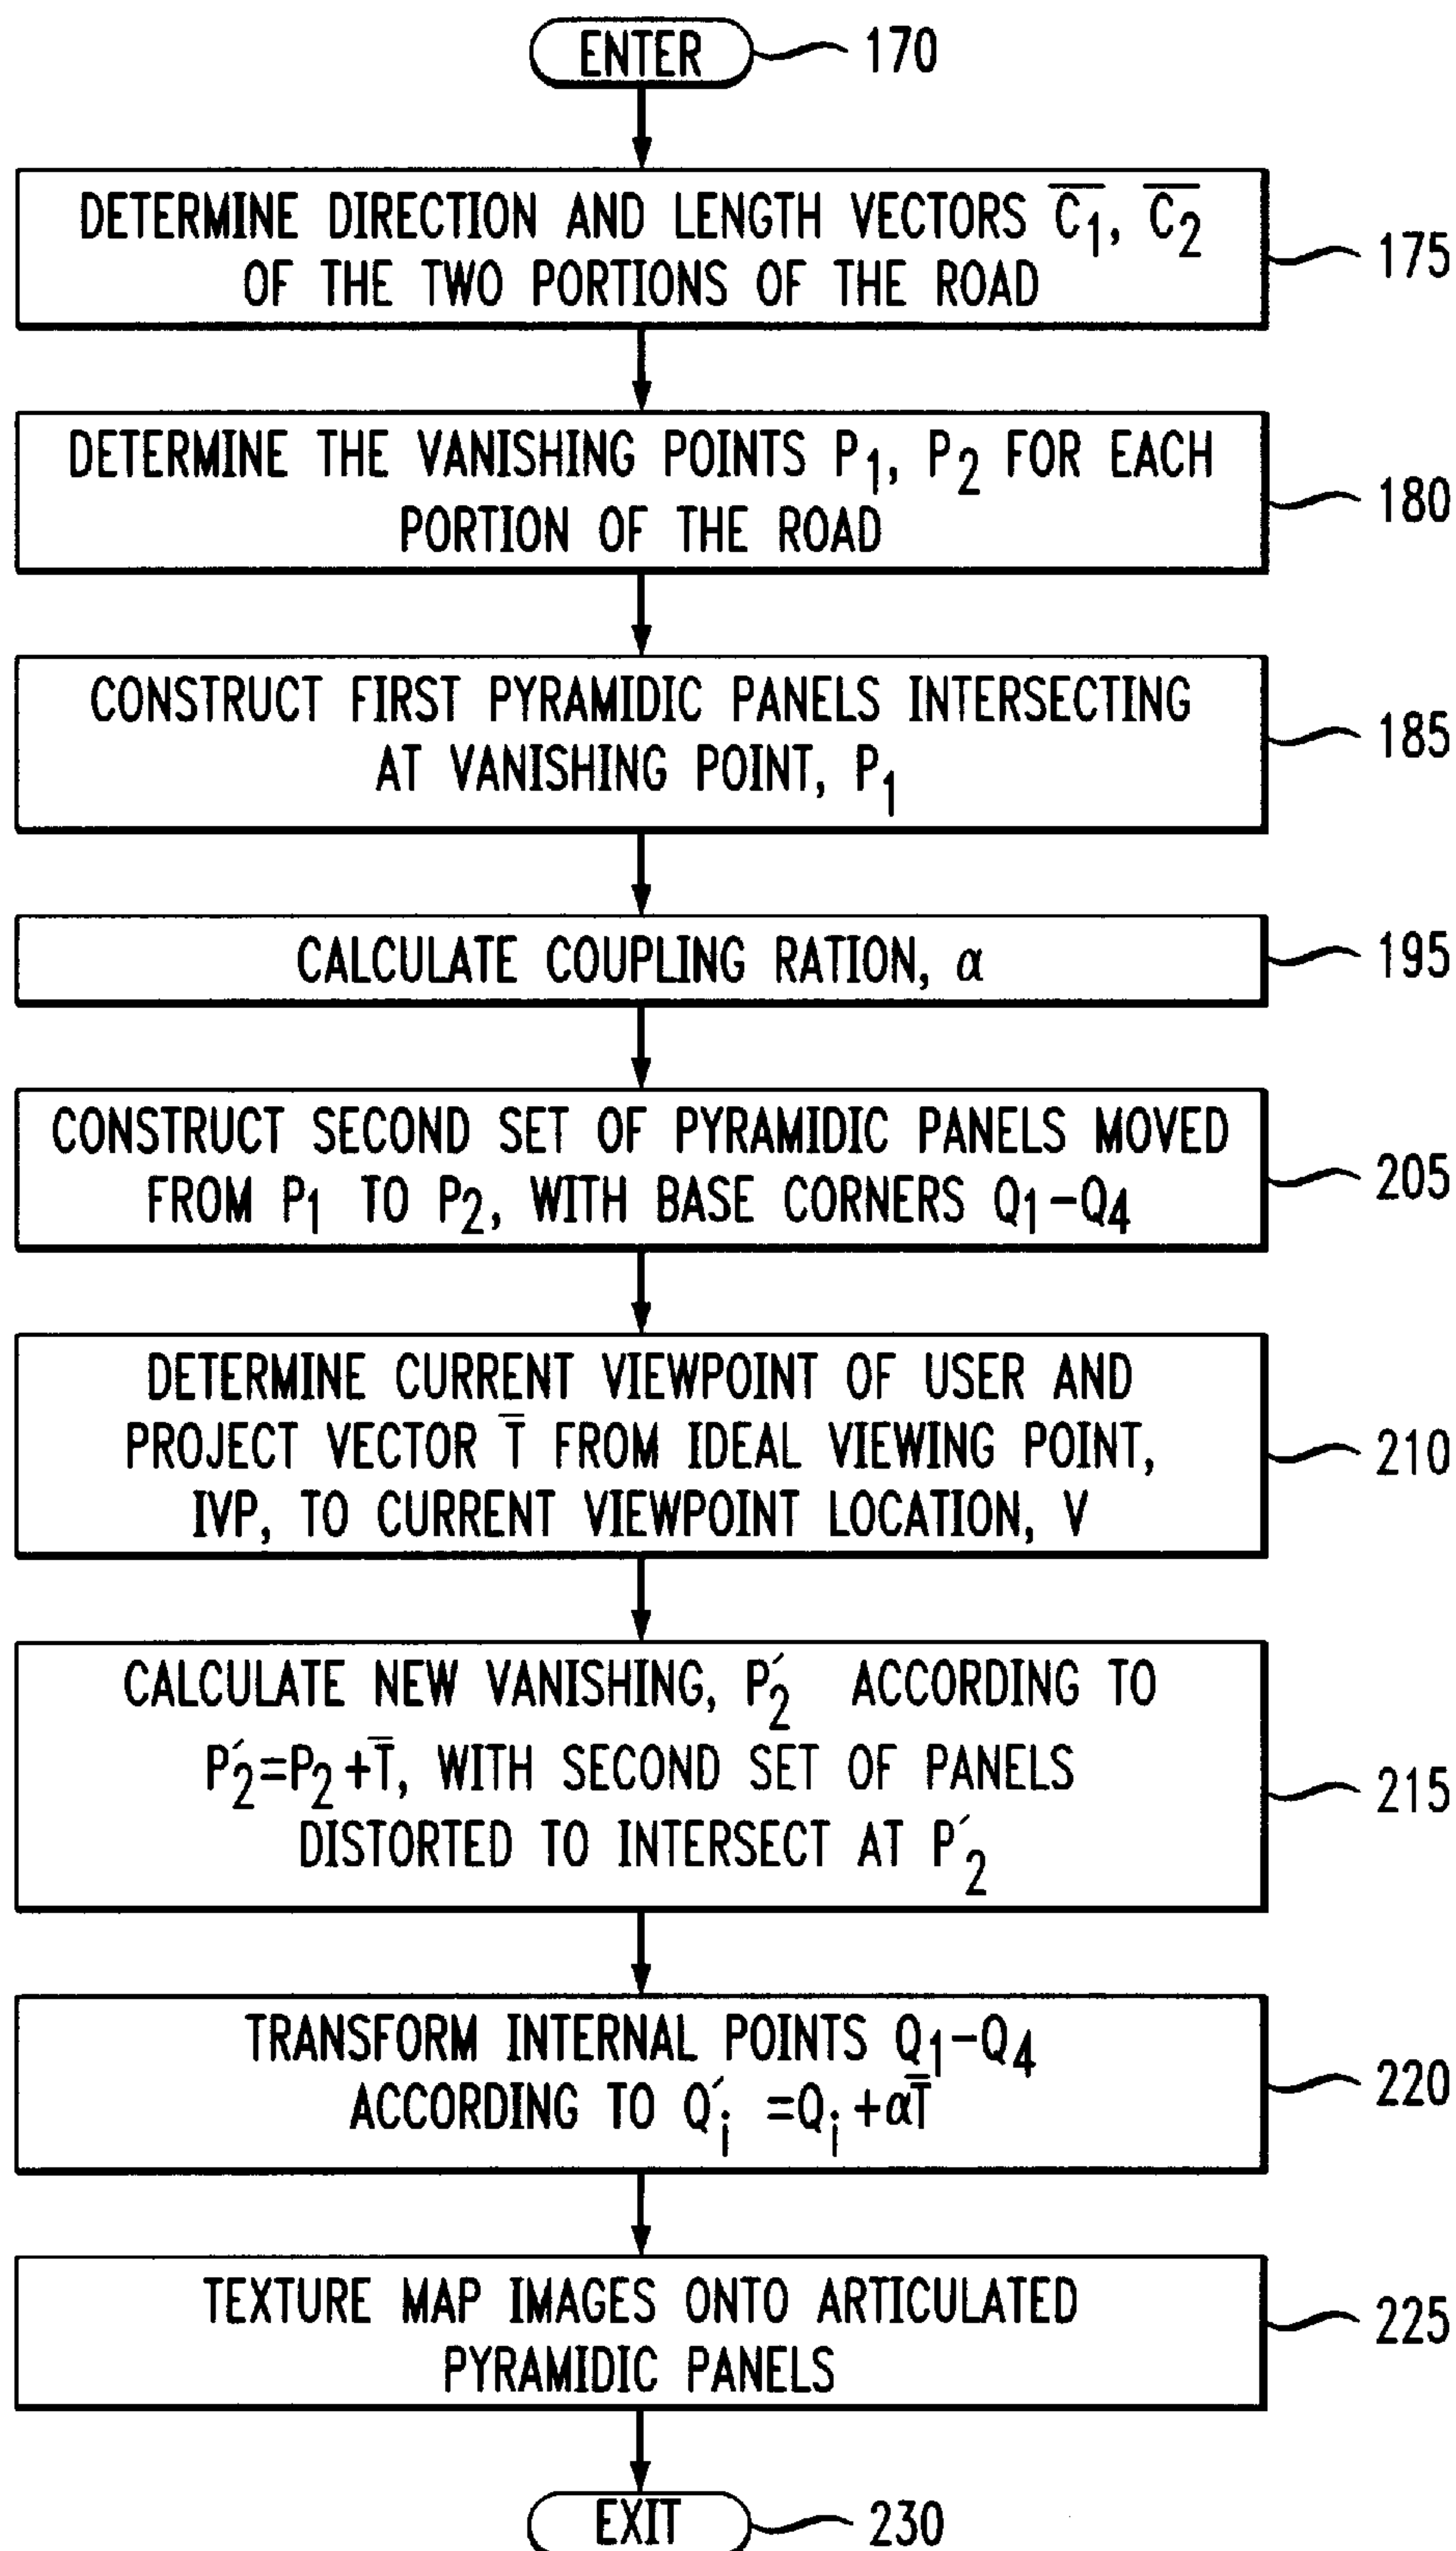 ENTER
170
DETERMINE DIRECTION AND LENGTH VECTORS C̅₁, C̅₂
OF THE TWO PORTIONS OF THE ROAD
175
DETERMINE THE VANISHING POINTS P₁, P₂ FOR EACH
PORTION OF THE ROAD
180
CONSTRUCT FIRST PYRAMIDIC PANELS INTERSECTING
AT VANISHING POINT, P₁
185
CALCULATE COUPLING RATION, α
195
CONSTRUCT SECOND SET OF PYRAMIDIC PANELS MOVED
FROM P₁ TO P₂, WITH BASE CORNERS Q₁-Q₄
205
DETERMINE CURRENT VIEWPOINT OF USER AND
PROJECT VECTOR T̅ FROM IDEAL VIEWING POINT,
IVP, TO CURRENT VIEWPOINT LOCATION, V
210
CALCULATE NEW VANISHING, P₂′ ACCORDING TO
P₂′=P₂+T̅, WITH SECOND SET OF PANELS
DISTORTED TO INTERSECT AT P₂′
215
TRANSFORM INTERNAL POINTS Q₁-Q₄
ACCORDING TO Qᵢ′ =Qᵢ+αT̅
220
TEXTURE MAP IMAGES ONTO ARTICULATED
PYRAMIDIC PANELS
225
EXIT
230